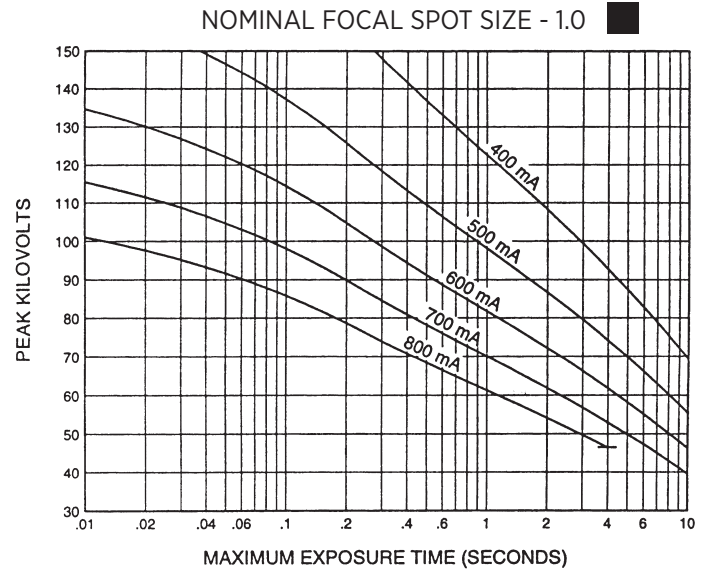 NOMINAL FOCAL SPOT SIZE - 1.0
150
140
130
120
110
100
90
80
70
60
50
40
30
PEAK KILOVOLTS
400 mA
500 mA
600 mA
700 mA
800 mA
.01 .02 .04 .06 .1 .2 .4 .6 1 2 4 6 10
MAXIMUM EXPOSURE TIME (SECONDS)